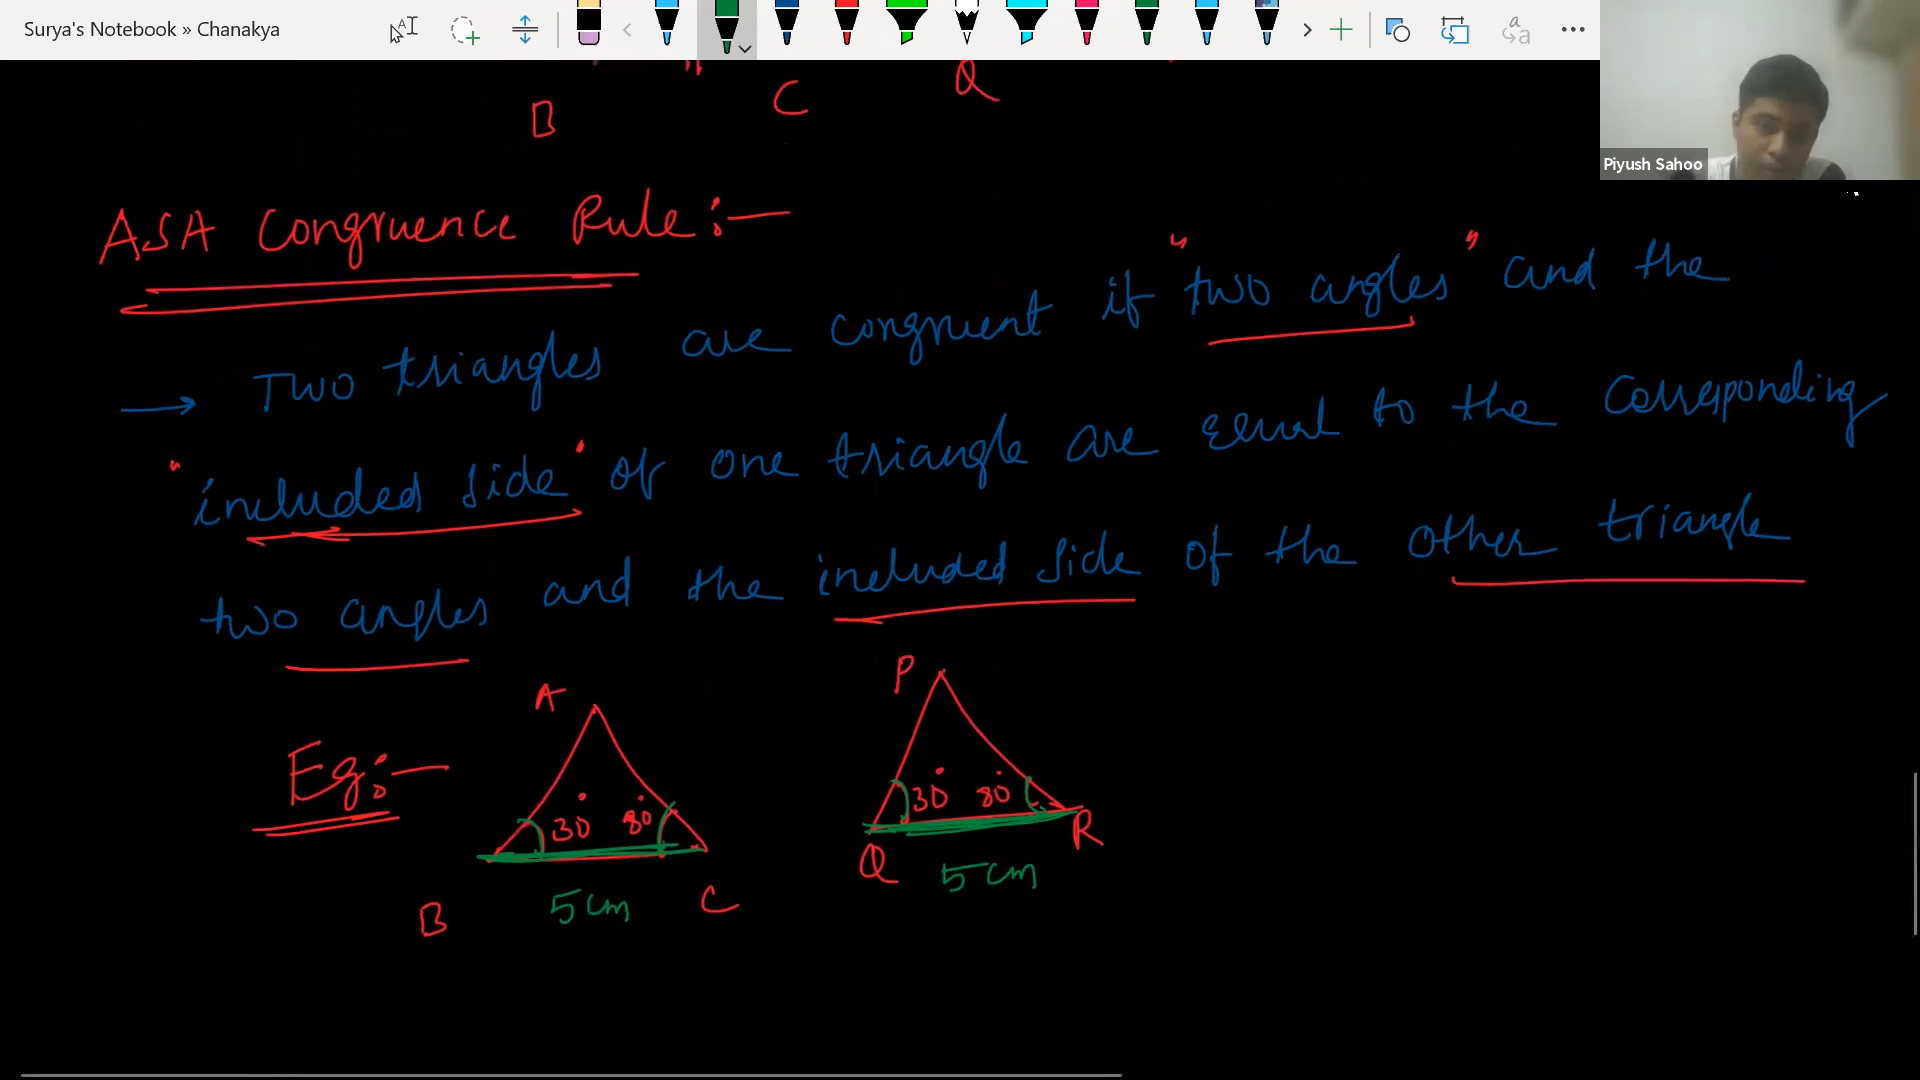 Surya's Notebook » Chanakya
Piyush Sahoo
B C Q
ASA Congruence Rule:-
→ Two triangles are congruent if "two angles" and the
"included side" of one triangle are equal to the corresponding
two angles and the included side of the other triangle
Eg:-
A P
30° 80° 30° 80°
B 5cm C Q 5cm R